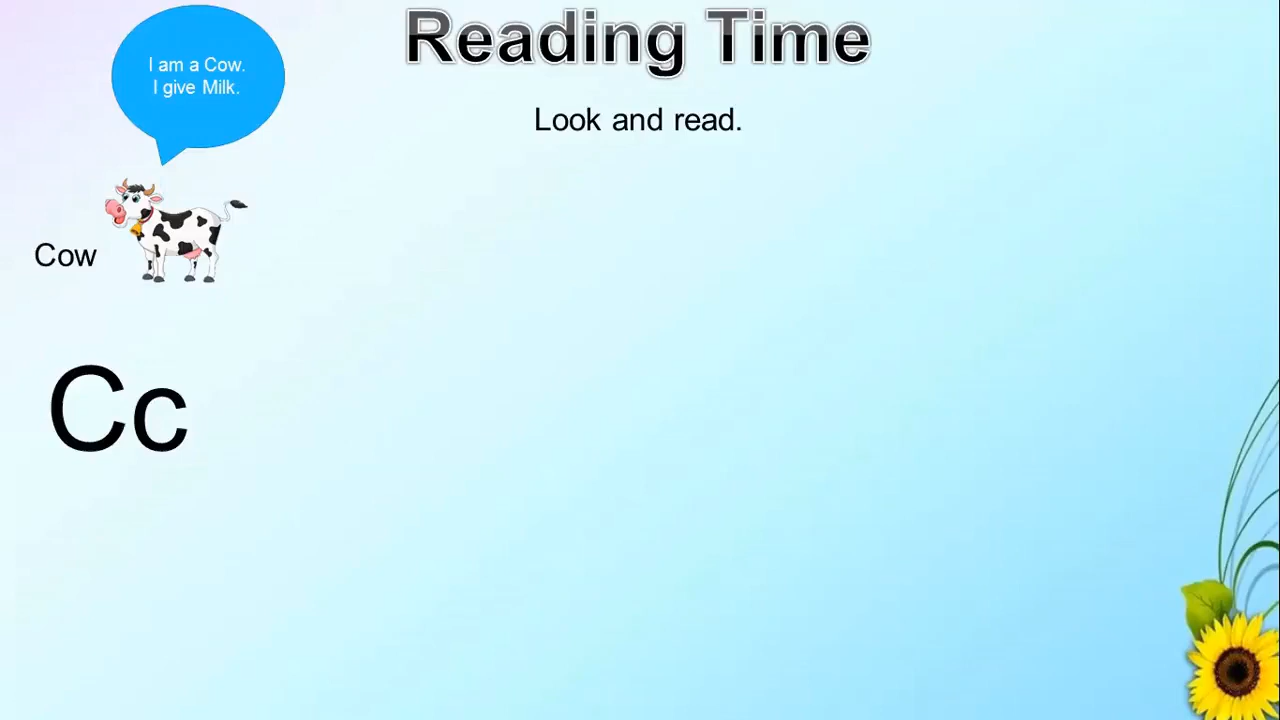 Reading Time
Look and read.
I am a Cow.
I give Milk.
Cow
Cc